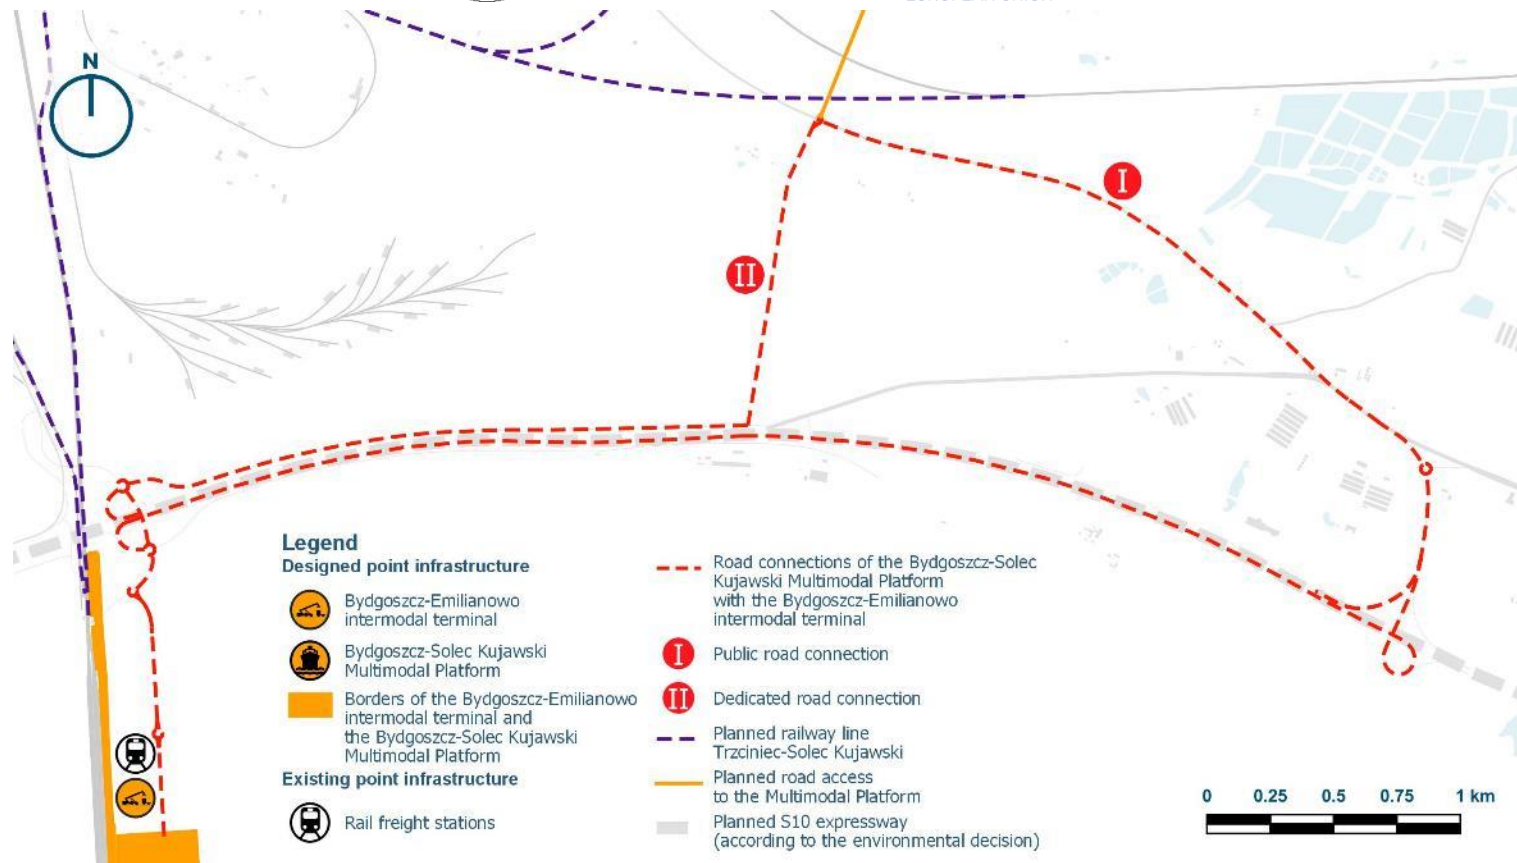 N
I
II
Legend
Designed point infrastructure
Bydgoszcz-Emilianowo
intermodal terminal
Bydgoszcz-Solec Kujawski
Multimodal Platform
Borders of the Bydgoszcz-Emilianowo
intermodal terminal and
the Bydgoszcz-Solec Kujawski
Multimodal Platform
Existing point infrastructure
Rail freight stations
Road connections of the Bydgoszcz-Solec
Kujawski Multimodal Platform
with the Bydgoszcz-Emilianowo
intermodal terminal
I Public road connection
II Dedicated road connection
Planned railway line
Trzciniec-Solec Kujawski
Planned road access
to the Multimodal Platform
Planned S10 expressway
(according to the environmental decision)
0 0.25 0.5 0.75 1 km